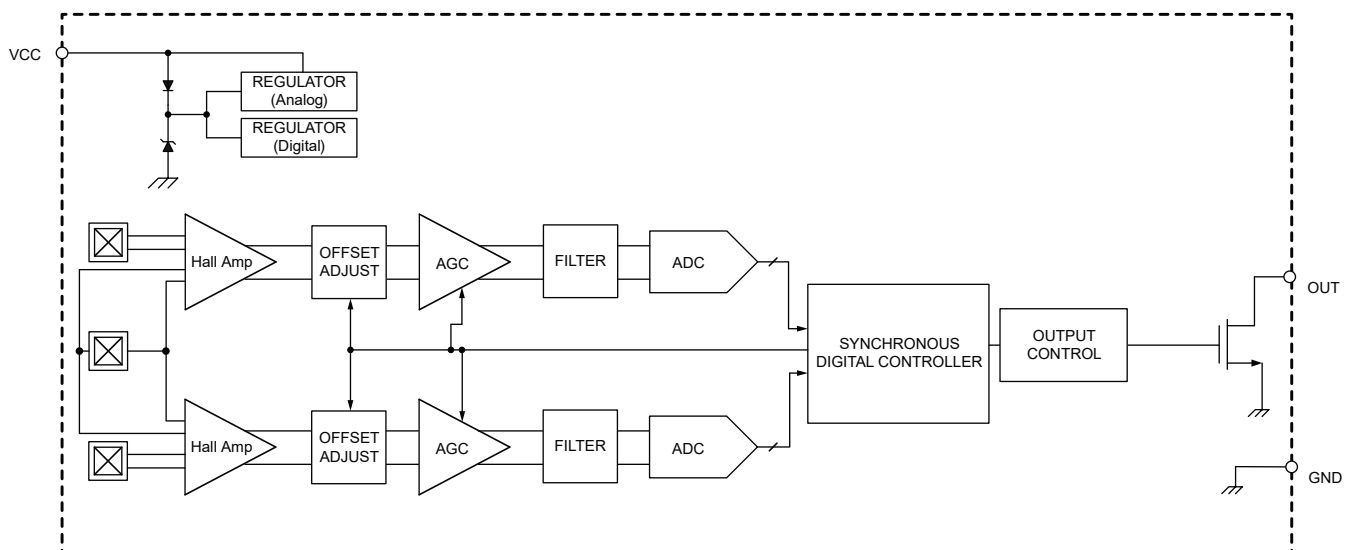 VCC
REGULATOR
(Analog)
REGULATOR
(Digital)
Hall Amp
OFFSET
ADJUST
AGC
FILTER
ADC
SYNCHRONOUS
DIGITAL CONTROLLER
OUTPUT
CONTROL
OUT
Hall Amp
OFFSET
ADJUST
AGC
FILTER
ADC
GND